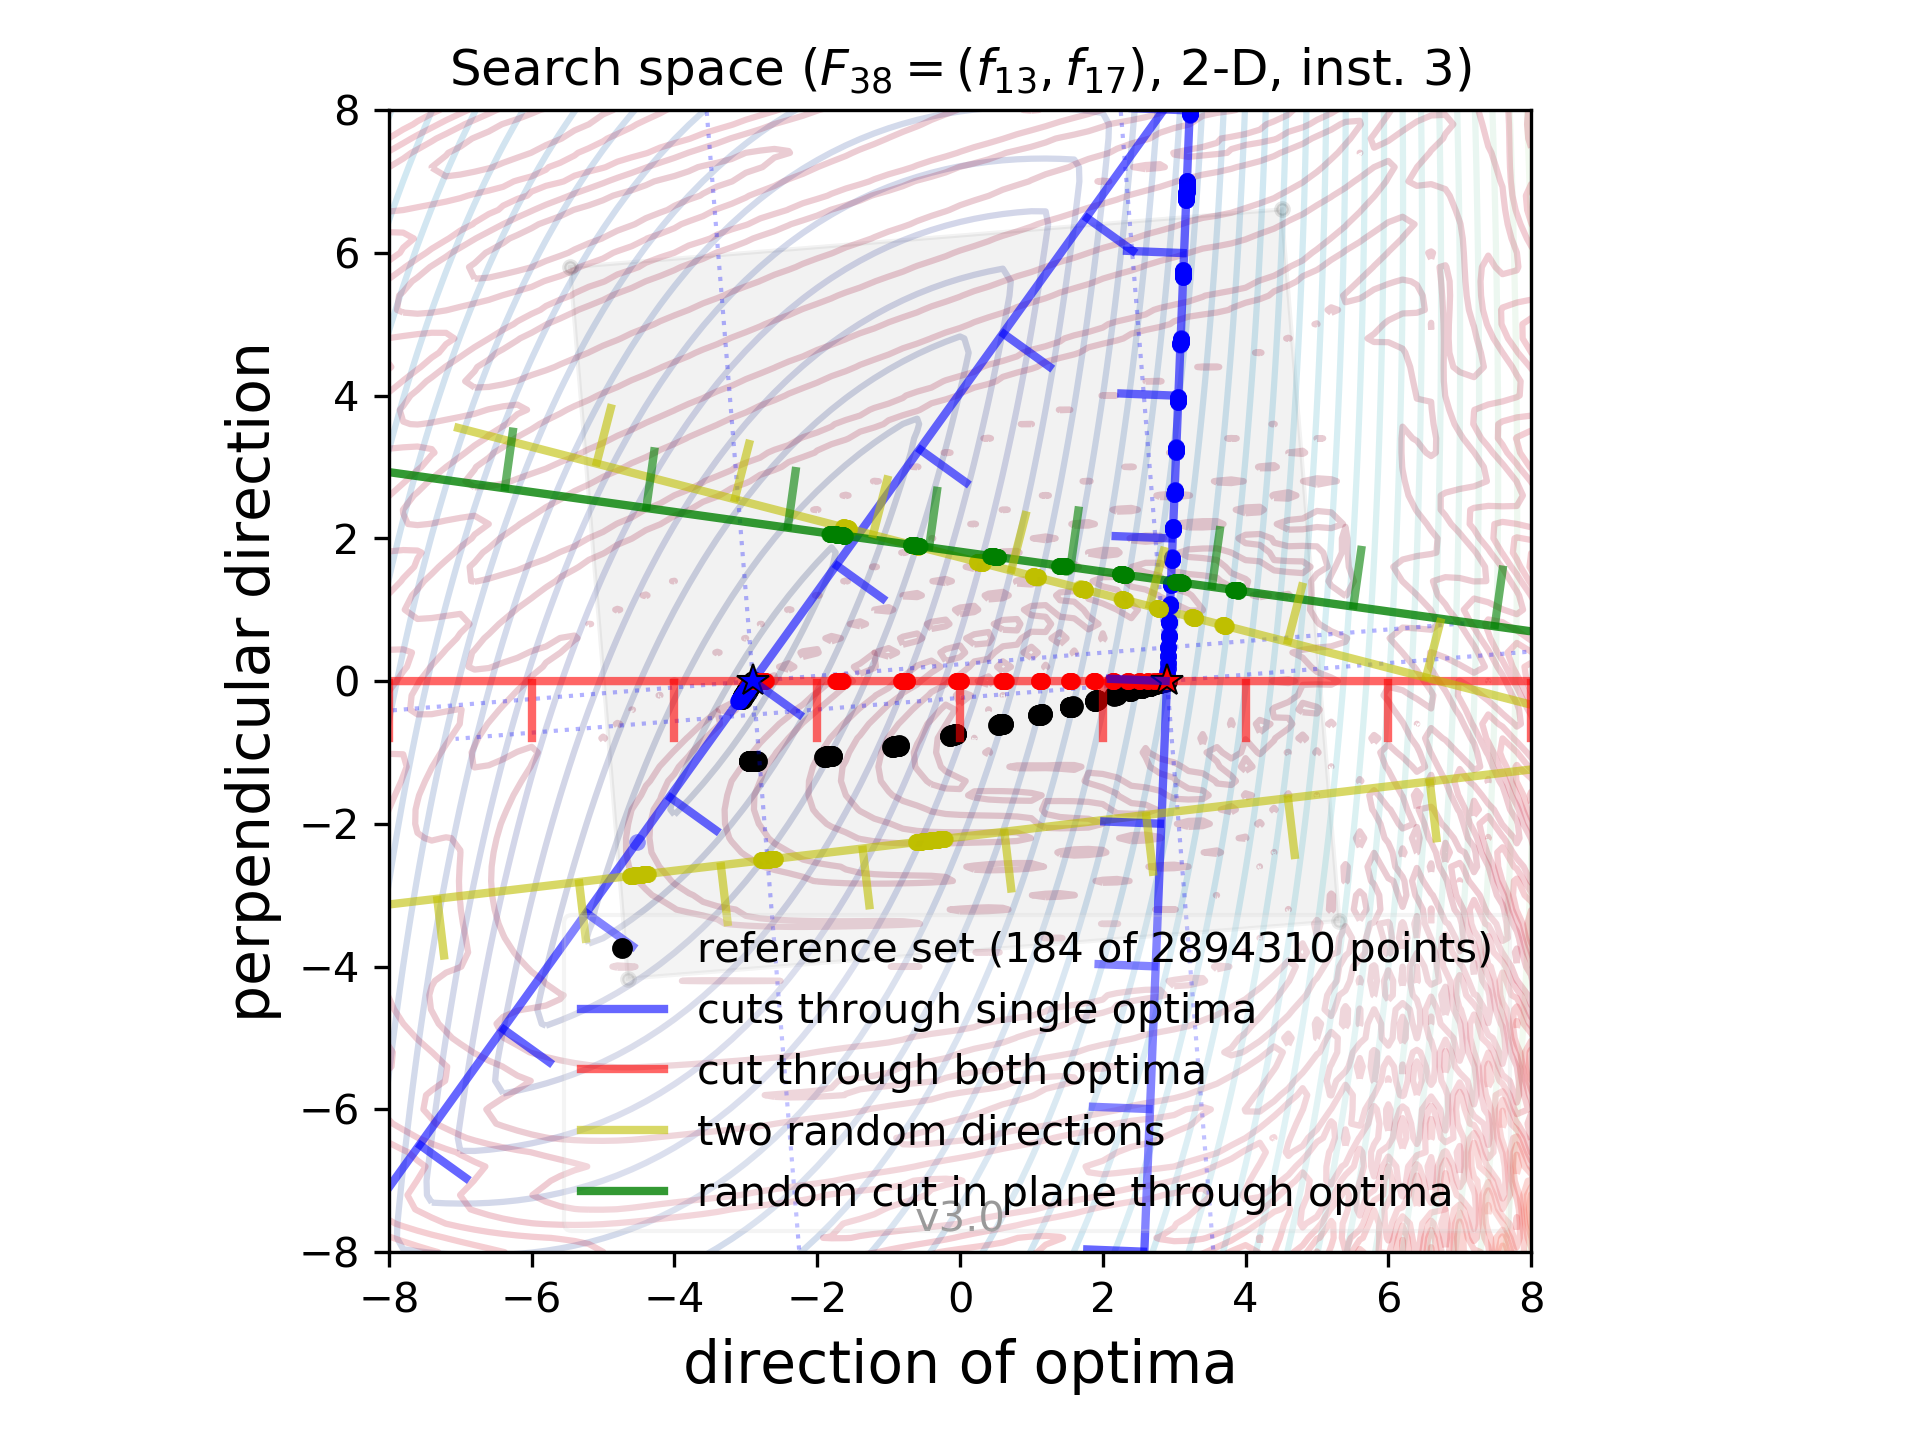 Search space (F38 = (f13, f17), 2-D, inst. 3)
8
6
4
2
0
−2
−4
−6
−8
perpendicular direction
reference set (184 of 2894310 points)
cuts through single optima
cut through both optima
two random directions
random cut in plane through optima
v3.0
−8 −6 −4 −2 0 2 4 6 8
direction of optima